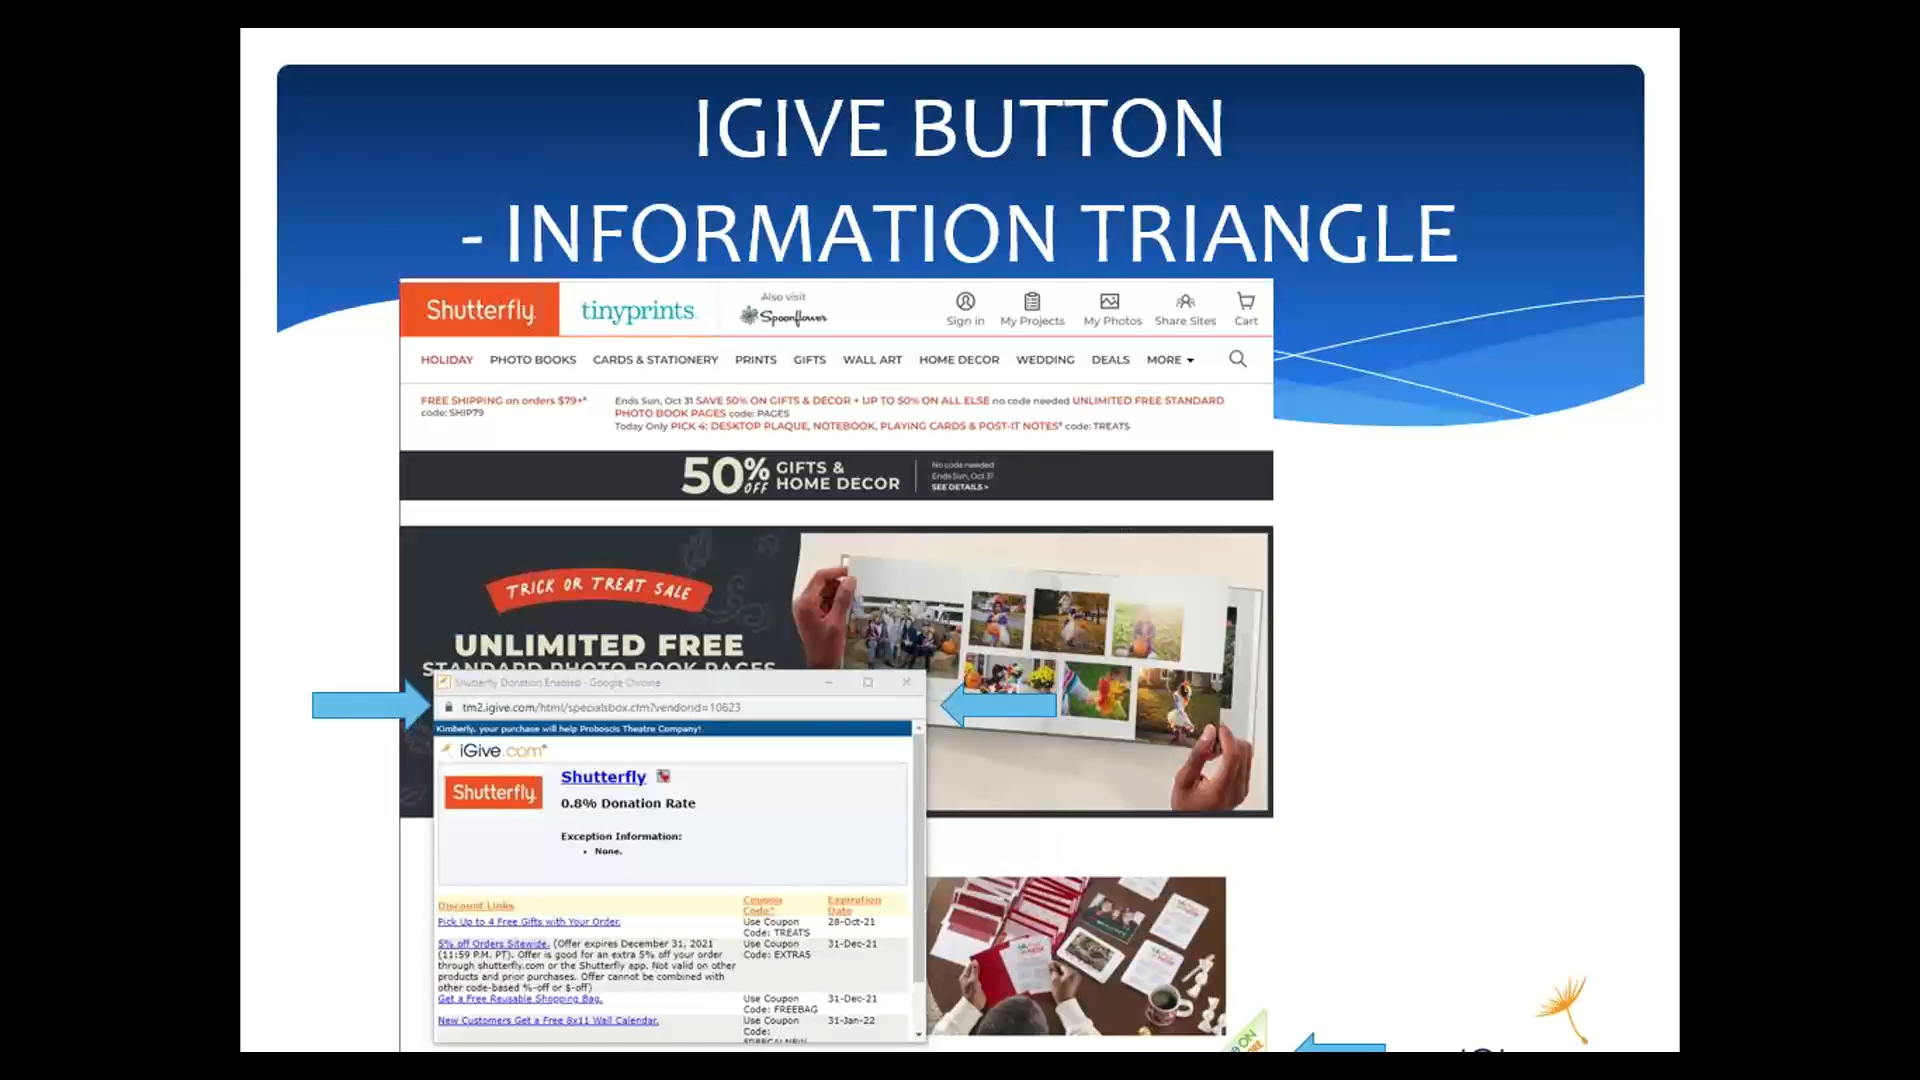 IGIVE BUTTON
- INFORMATION TRIANGLE
Shutterfly.
tinyprints.
Also visit
Spoonflower
Sign in
My Projects
My Photos
Share Sites
Cart
HOLIDAY PHOTO BOOKS CARDS & STATIONERY PRINTS GIFTS WALL ART HOME DECOR WEDDING DEALS MORE
FREE SHIPPING on orders $79+*
code: SHIP79
Ends Sun, Oct 31 SAVE 50% ON GIFTS & DECOR + UP TO 50% ON ALL ELSE no code needed UNLIMITED FREE STANDARD
PHOTO BOOK PAGES code: PAGES
Today Only PICK 4: DESKTOP PLAQUE, NOTEBOOK, PLAYING CARDS & POST-IT NOTES* code: TREATS
50% OFF
GIFTS &
HOME DECOR
No code needed
Ends Sun, Oct 31
SEE DETAILS >
TRICK OR TREAT SALE
UNLIMITED FREE
STANDARD PHOTO BOOK PAGES
Shutterfly Donation Enabled - Google Chrome
tm2.igive.com/html/specialsbox.cfm?vendorid=10623
Kimberly, your purchase will help Proboscis Theatre Company!
iGive.com®
Shutterfly.
Shutterfly
0.8% Donation Rate
Exception Information:
• None.
Discount Links
Coupon
Code*
Expiration
Date
Pick Up to 4 Free Gifts with Your Order.
Use Coupon
Code: TREATS
28-Oct-21
5% off Orders Sitewide. (Offer expires December 31, 2021
(11:59 P.M. PT). Offer is good for an extra 5% off your order
through shutterfly.com or the Shutterfly app. Not valid on other
products and prior purchases. Offer cannot be combined with
other code-based %-off or $-off)
Use Coupon
Code: EXTRA5
31-Dec-21
Get a Free Reusable Shopping Bag.
Use Coupon
Code: FREEBAG
31-Dec-21
New Customers Get a Free 8x11 Wall Calendar.
Use Coupon
Code:
31-Jan-22
ON